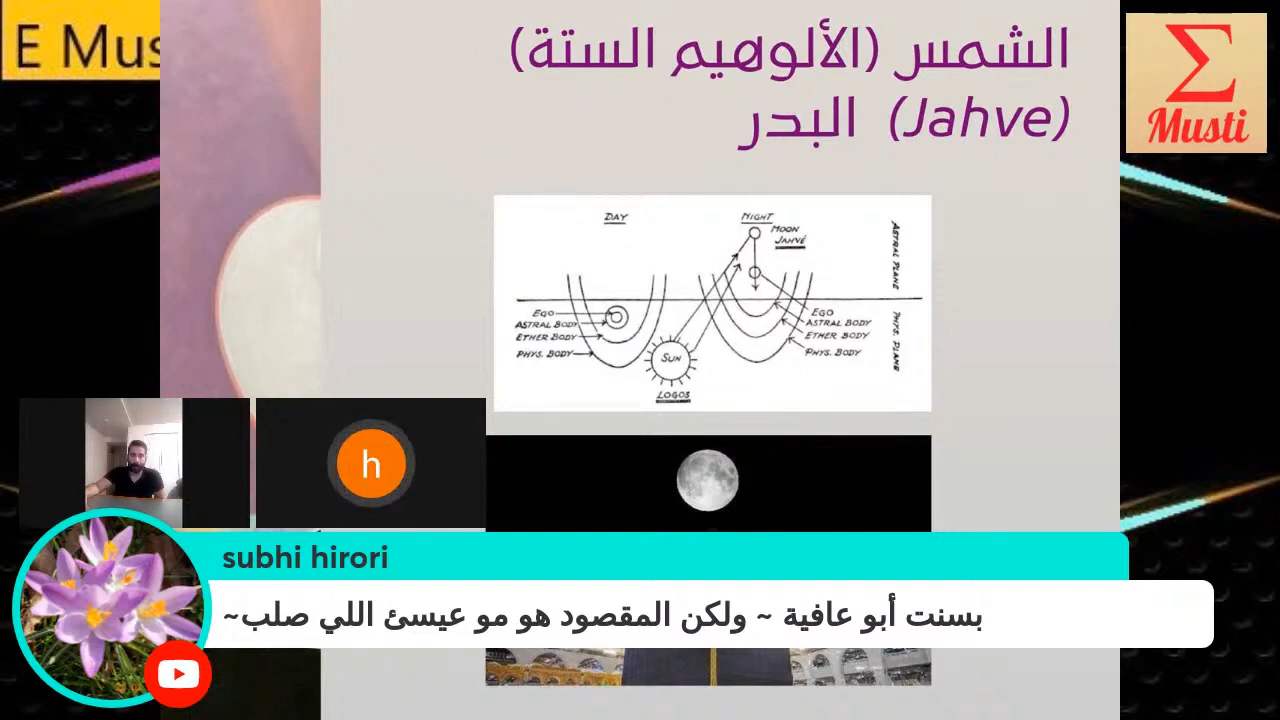 E Mus
الشمس (الألوهيم الستة)
البدر (Jahve)
Σ
Musti
DAY
NIGHT
MOON
JAHVÉ
ASTRAL PLANE
EGO
ASTRAL BODY
ETHER BODY
PHYS. BODY
SUN
LOGOS
EGO
ASTRAL BODY
ETHER BODY
PHYS. BODY
PHYS. PLANE
h
subhi hirori
بسنت أبو عافية ~ ولكن المقصود هو مو عيسئ اللي صلب~